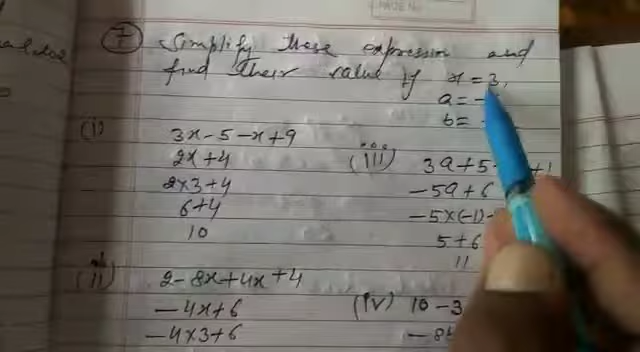 7 Simplify these expression and
find their value if x = 3,
a = -
b = -
(i) 3x-5-x+9
2x+4
2x3+4
6+4
10
(ii) 2-8x+4x+4
-4x+6
-4x3+6
(iii) 3a+5- +1
-5a+6
-5x(-1)
5+6
11
(iv) 10-3